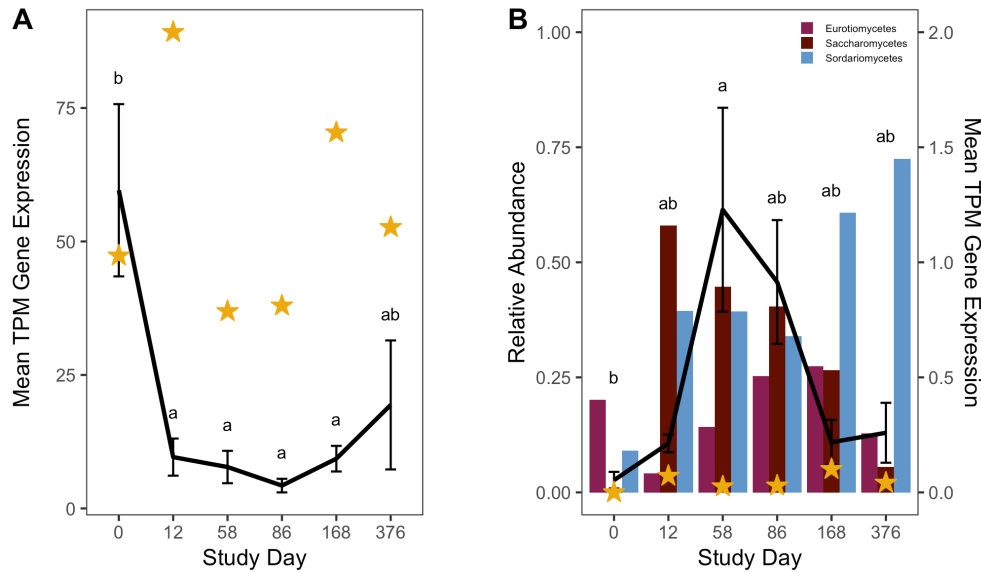 A
Mean TPM Gene Expression
75
50
25
0
b
a
a
a
a
ab
0 12 58 86 168 376
Study Day
B
Relative Abundance
1.00
0.75
0.50
0.25
0.00
Eurotiomycetes
Saccharomycetes
Sordariomycetes
b
ab
a
ab
ab
ab
2.0
1.5
1.0
0.5
0.0
Mean TPM Gene Expression
0 12 58 86 168 376
Study Day